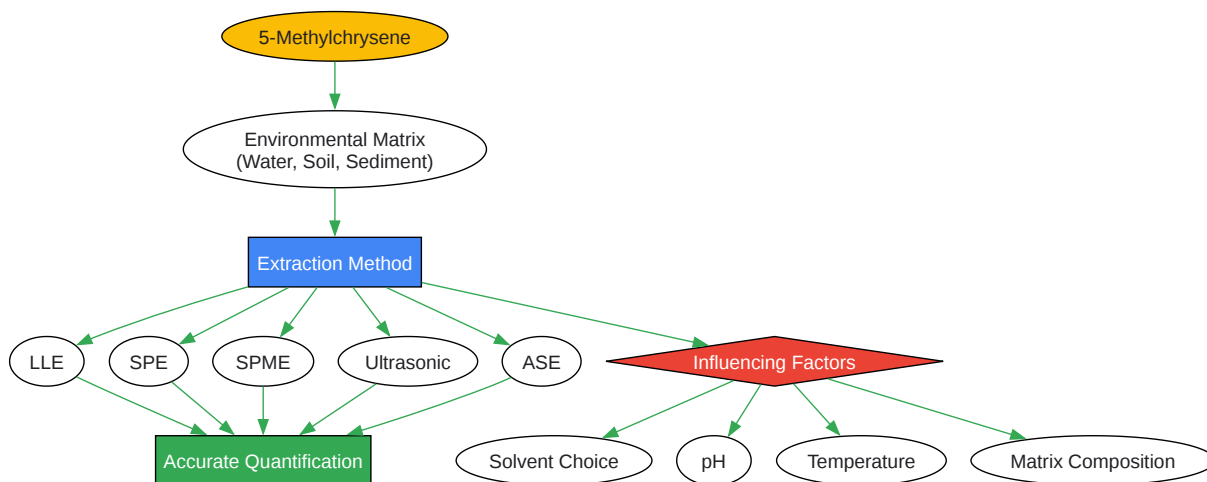 5-Methylchrysene
Environmental Matrix
(Water, Soil, Sediment)
Extraction Method
LLE
SPE
SPME
Ultrasonic
ASE
Influencing Factors
Accurate Quantification
Solvent Choice
pH
Temperature
Matrix Composition